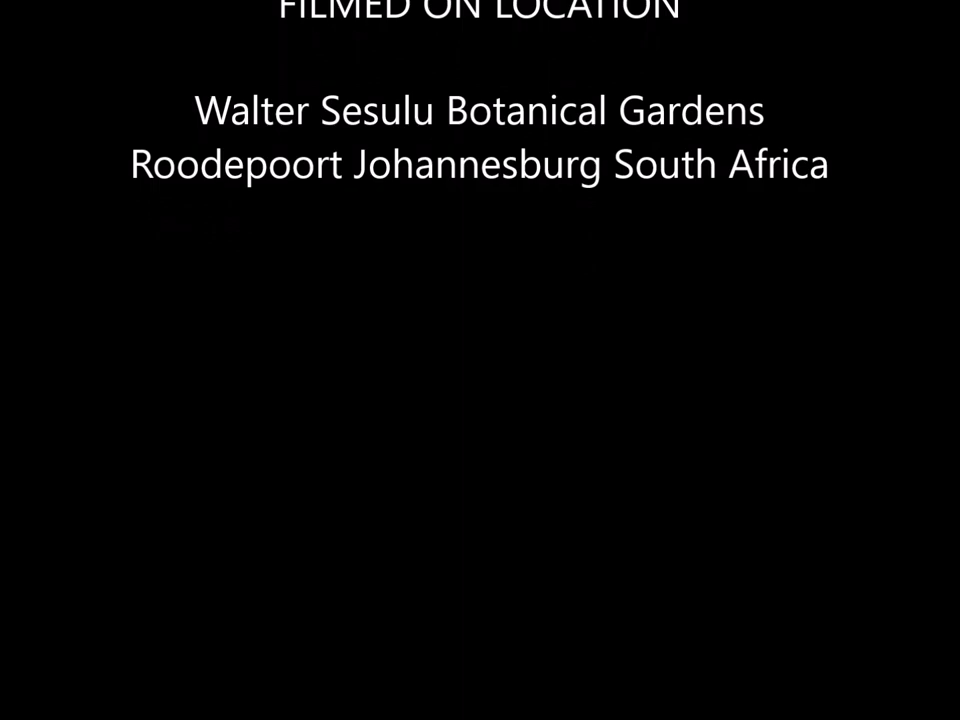 FILMED ON LOCATION
Walter Sesulu Botanical Gardens
Roodepoort Johannesburg South Africa